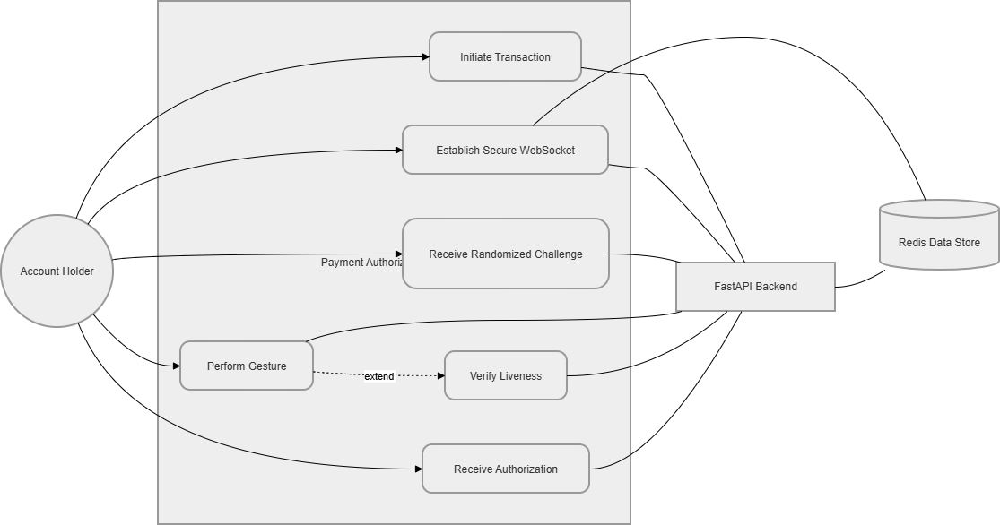 Initiate Transaction
Establish Secure WebSocket
Redis Data Store
Receive Randomized Challenge
Payment
Account Holder
FastAPI Backend
Perform Gesture
extend
Verify Liveness
Receive Authorization